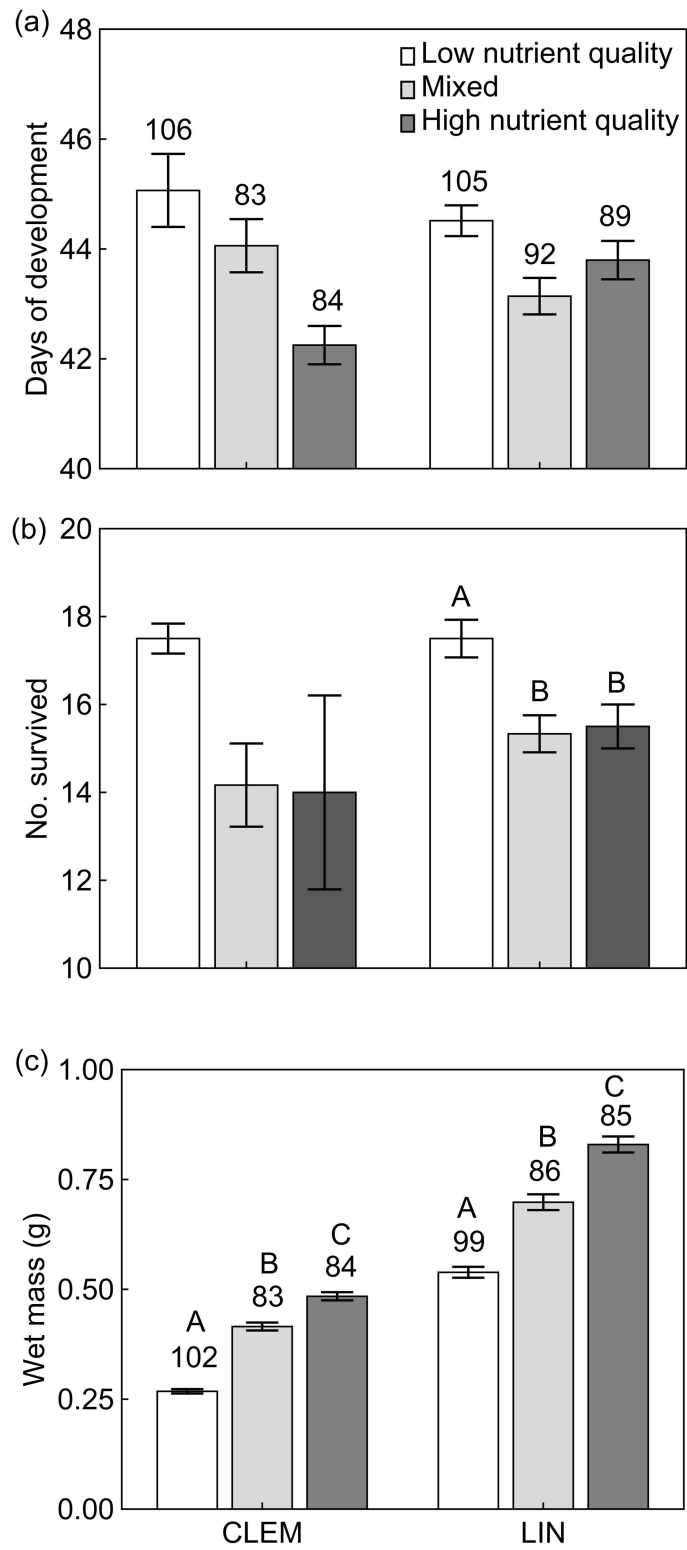 (a)
48
46
44
42
40
Days of development
Low nutrient quality
Mixed
High nutrient quality
106
83
84
105
92
89
(b)
20
18
16
14
12
10
No. survived
A
B
B
(c)
1.00
0.75
0.50
0.25
0.00
Wet mass (g)
A
102
B
83
C
84
A
99
B
86
C
85
CLEM
LIN